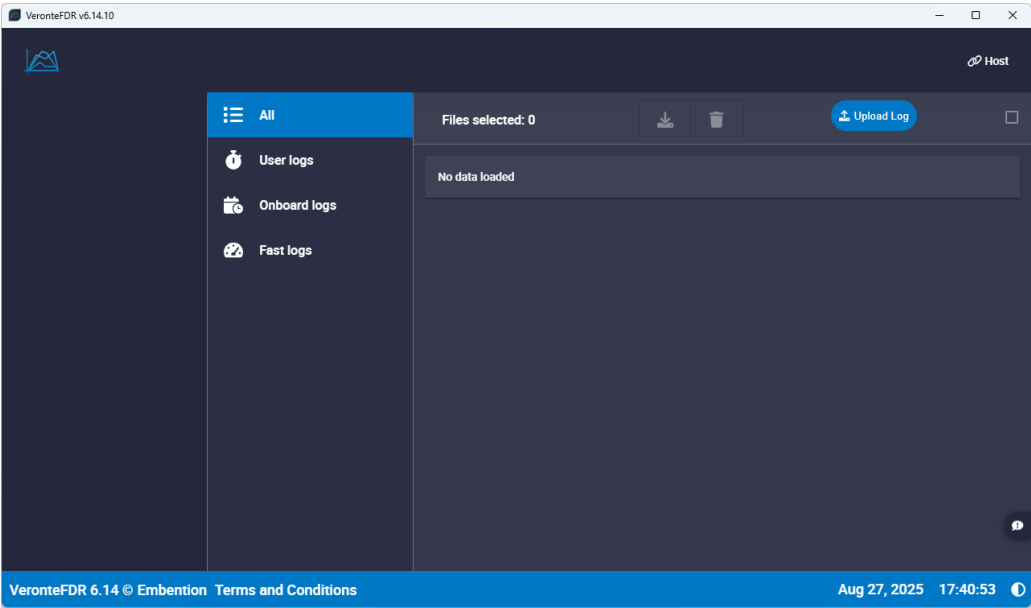 VeronteFDR v6.14.10
Host
All
Files selected: 0
Upload Log
User logs
No data loaded
Onboard logs
Fast logs
VeronteFDR 6.14 © Embention Terms and Conditions
Aug 27, 2025 17:40:53